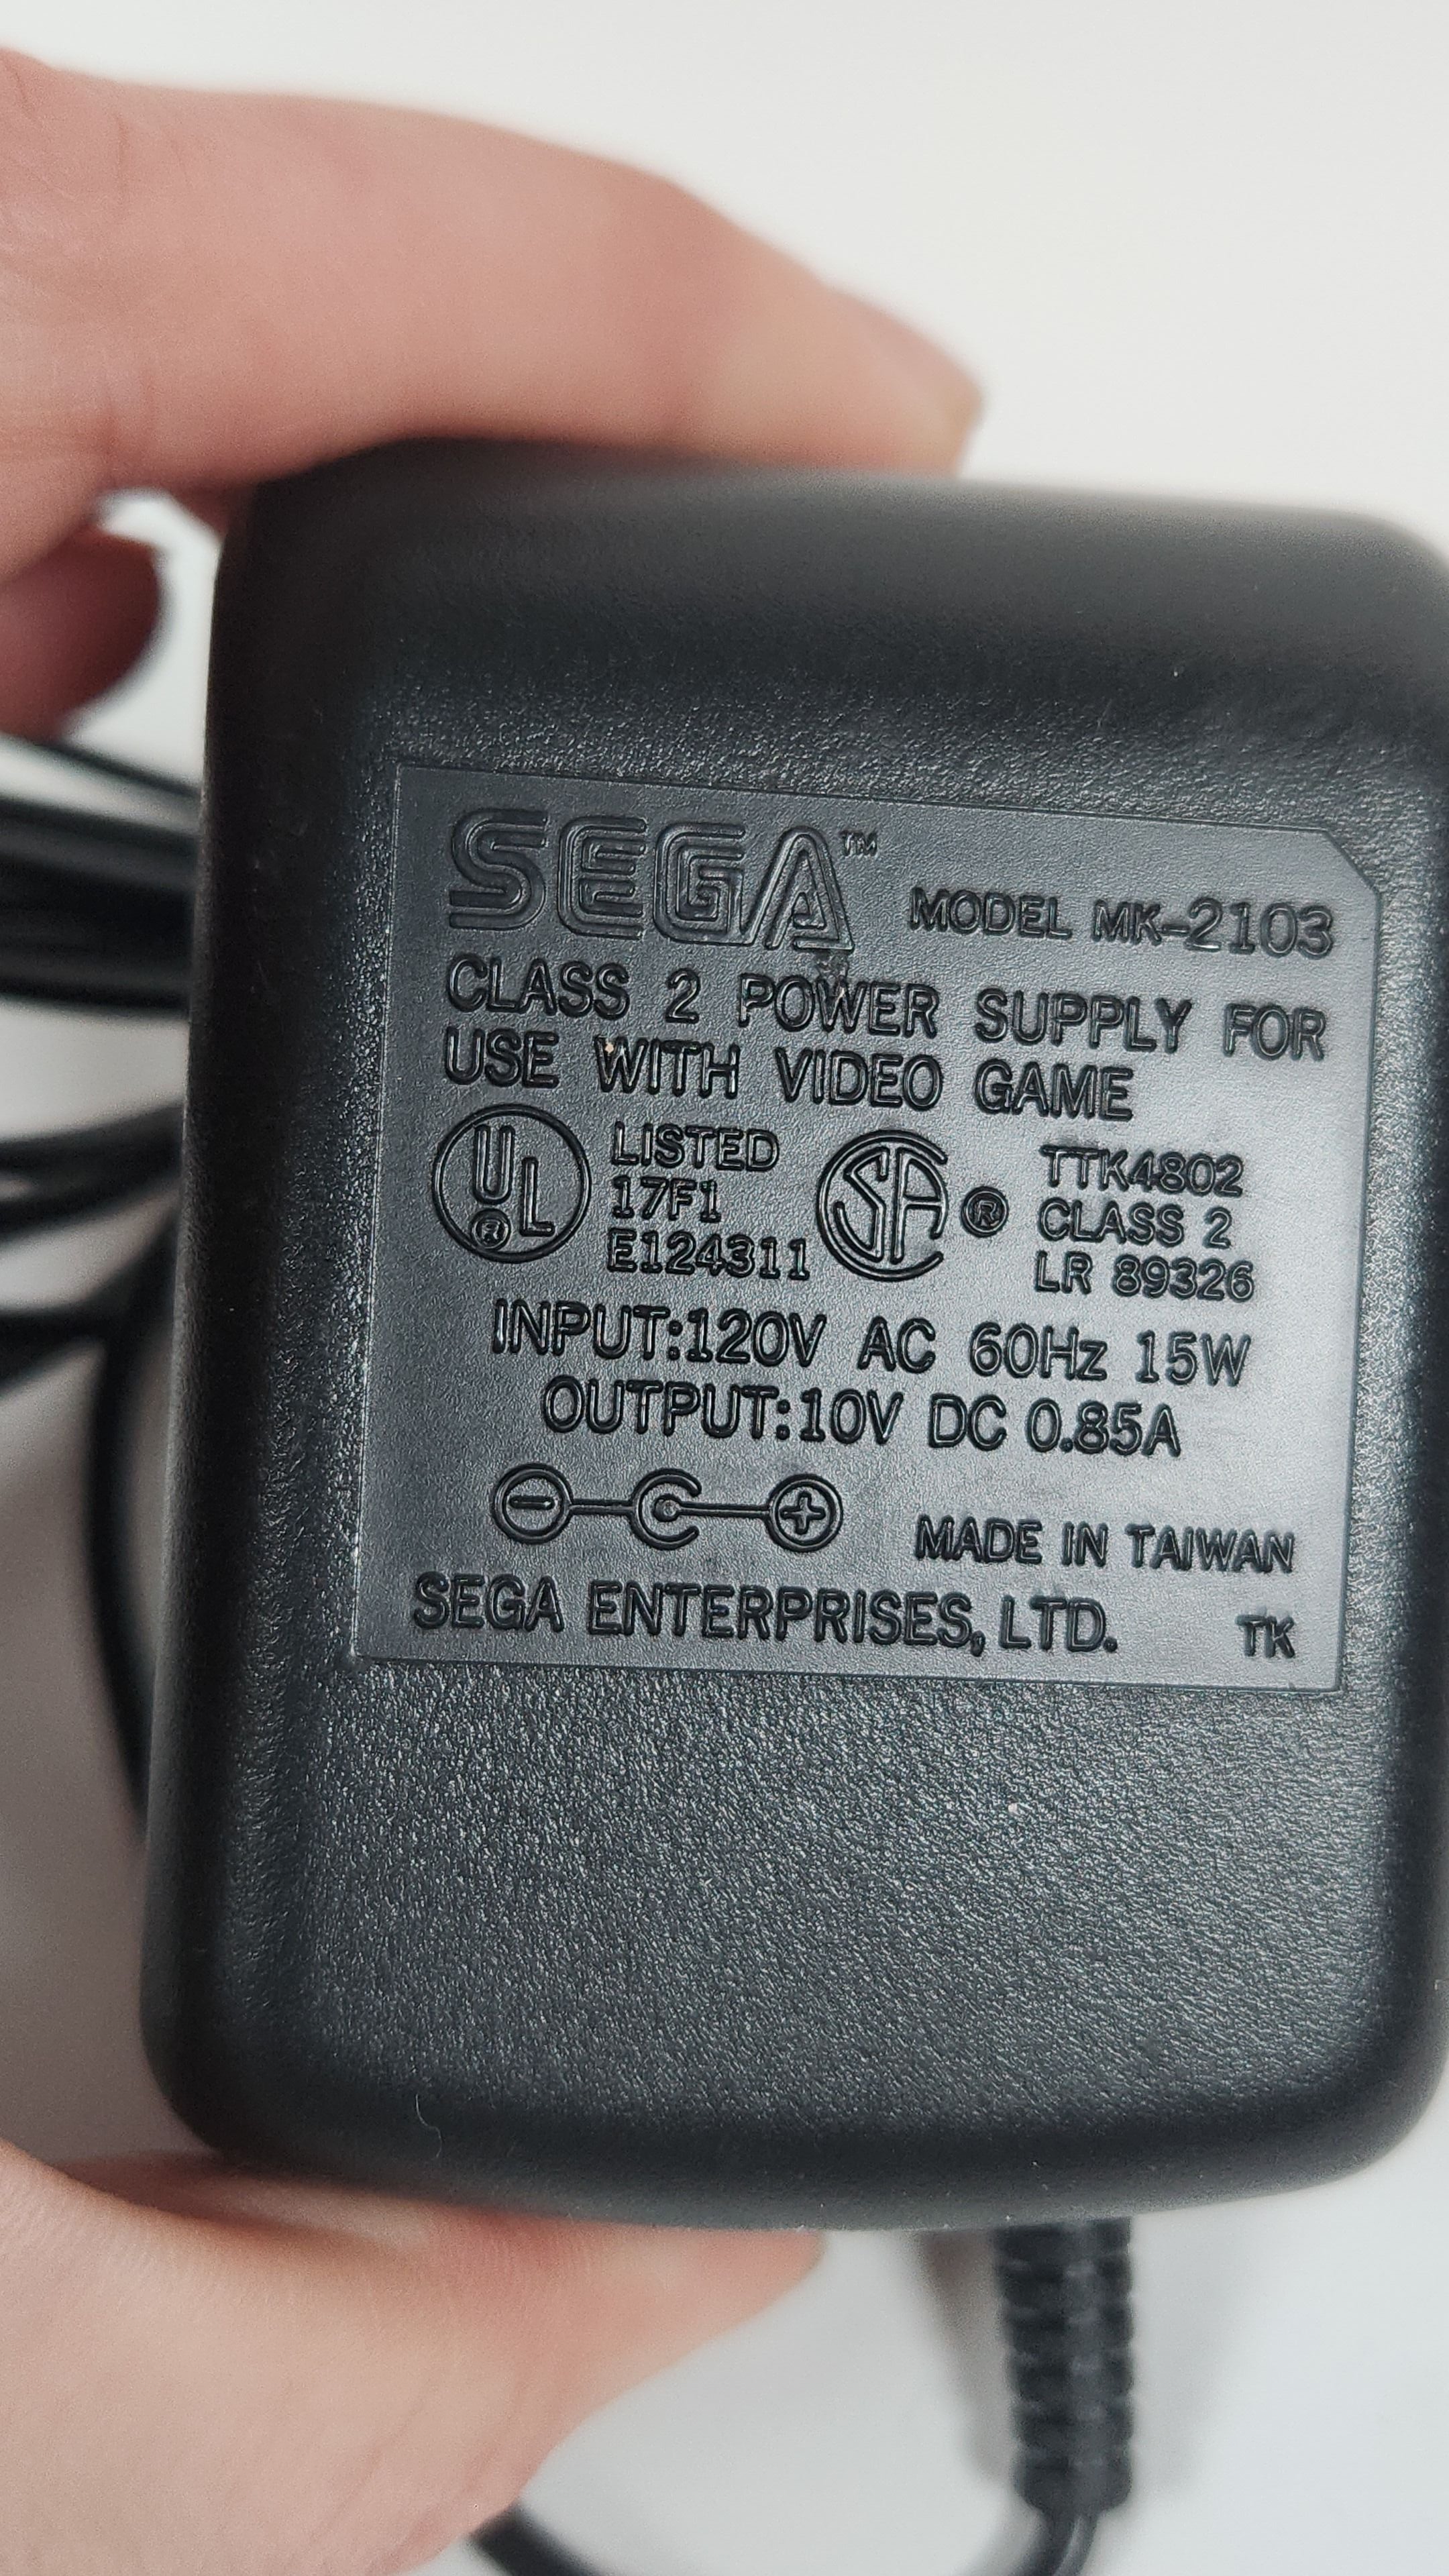 SEGA™ MODEL MK-2103
CLASS 2 POWER SUPPLY FOR
USE WITH VIDEO GAME
UL® LISTED
17F1
E124311
SA ®
TTK4802
CLASS 2
LR 89326
INPUT:120V AC 60Hz 15W
OUTPUT:10V DC 0.85A
- +
MADE IN TAIWAN
SEGA ENTERPRISES, LTD. TK